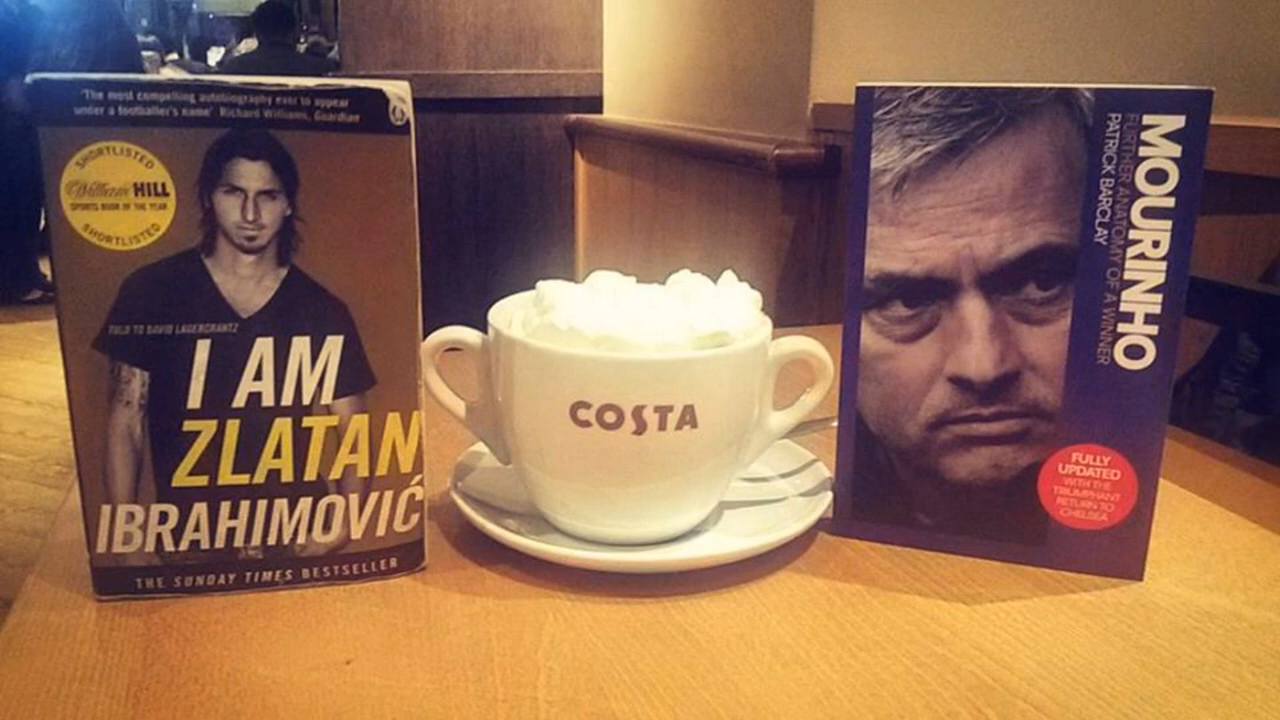 'The most compelling autobiography ever to appear
under a footballer's name' Richard Williams, Guardian
SHORTLISTED
William HILL
SPORTS BOOK OF THE YEAR
SHORTLISTED
TOLD TO DAVID LAGERCRANTZ
I AM
ZLATAN
IBRAHIMOVIĆ
THE SUNDAY TIMES BESTSELLER
COSTA
MOURINHO
FURTHER ANATOMY OF A WINNER
PATRICK BARCLAY
FULLY
UPDATED
WITH THE
TRIUMPHANT
RETURN TO
CHELSEA